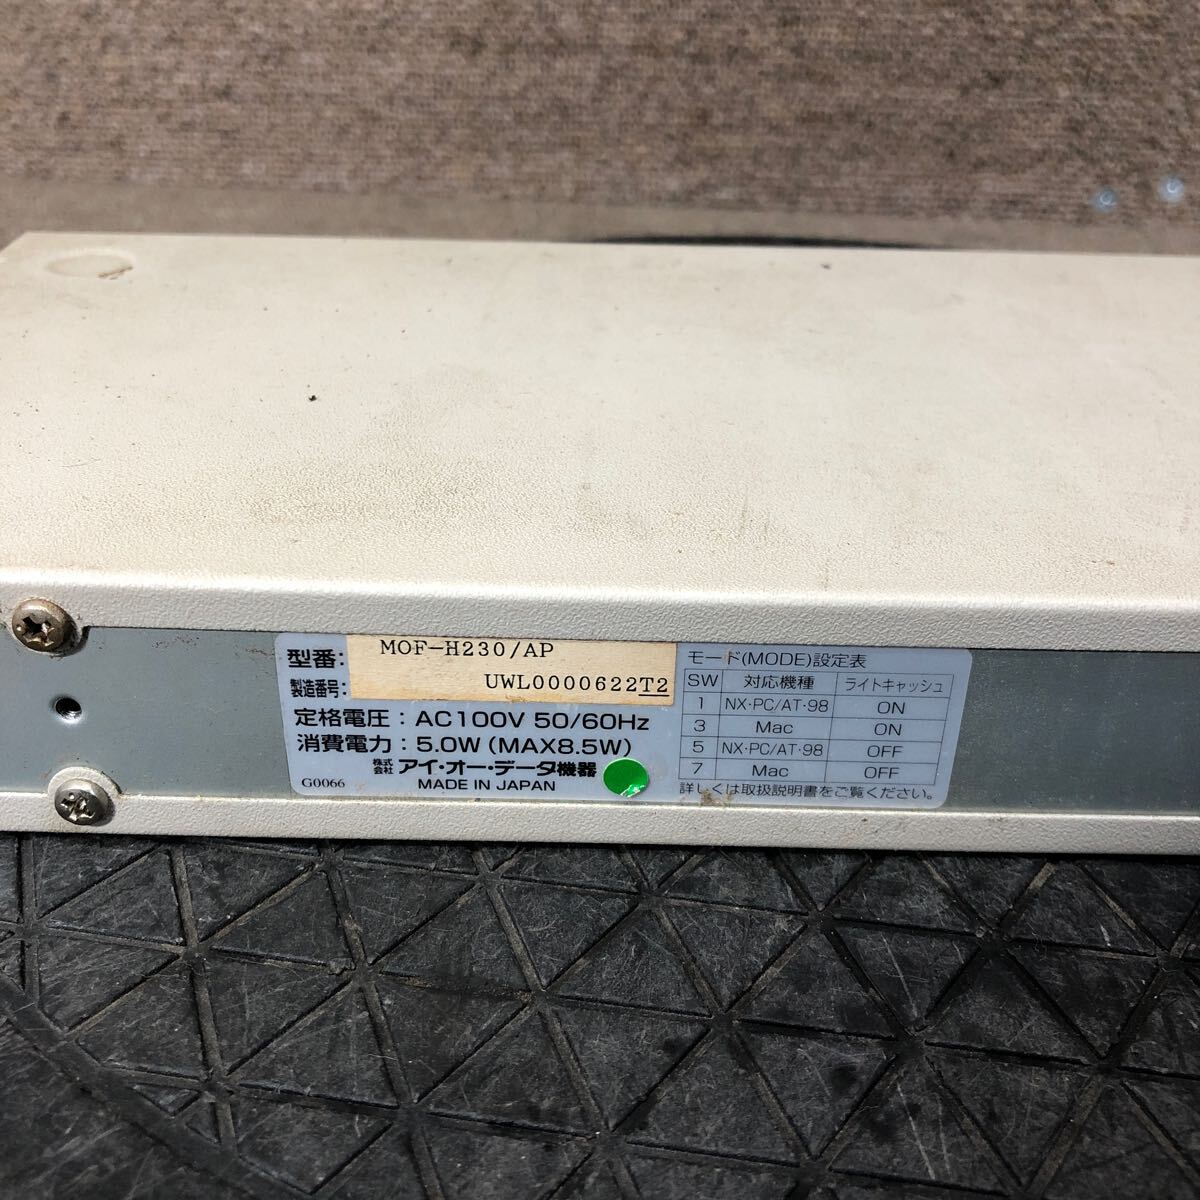 型番: MOF-H230/AP
製造番号: UWL0000622T2
定格電圧：AC100V 50/60Hz
消費電力：5.0W (MAX8.5W)
株式会社 アイ・オー・データ機器
G0066 MADE IN JAPAN
モード(MODE)設定表
SW 対応機種 ライトキャッシュ
1 NX・PC/AT・98 ON
3 Mac ON
5 NX・PC/AT・98 OFF
7 Mac OFF
詳しくは取扱説明書をご覧ください。